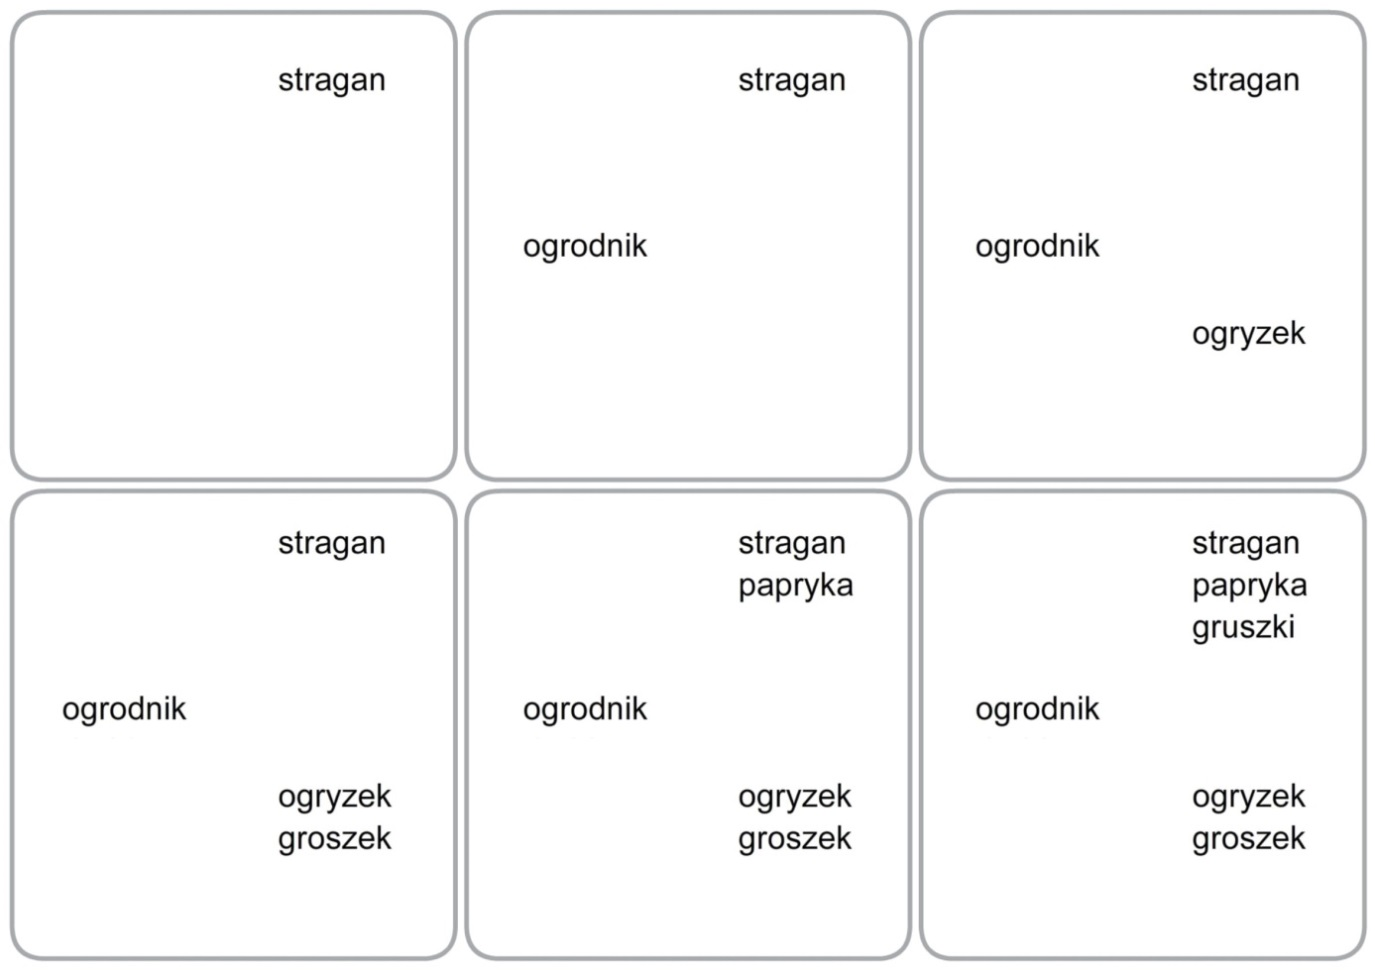 stragan
stragan
ogrodnik
stragan
ogrodnik
ogryzek
stragan
ogrodnik
ogryzek
groszek
stragan
papryka
ogrodnik
ogryzek
groszek
stragan
papryka
gruszki
ogrodnik
ogryzek
groszek